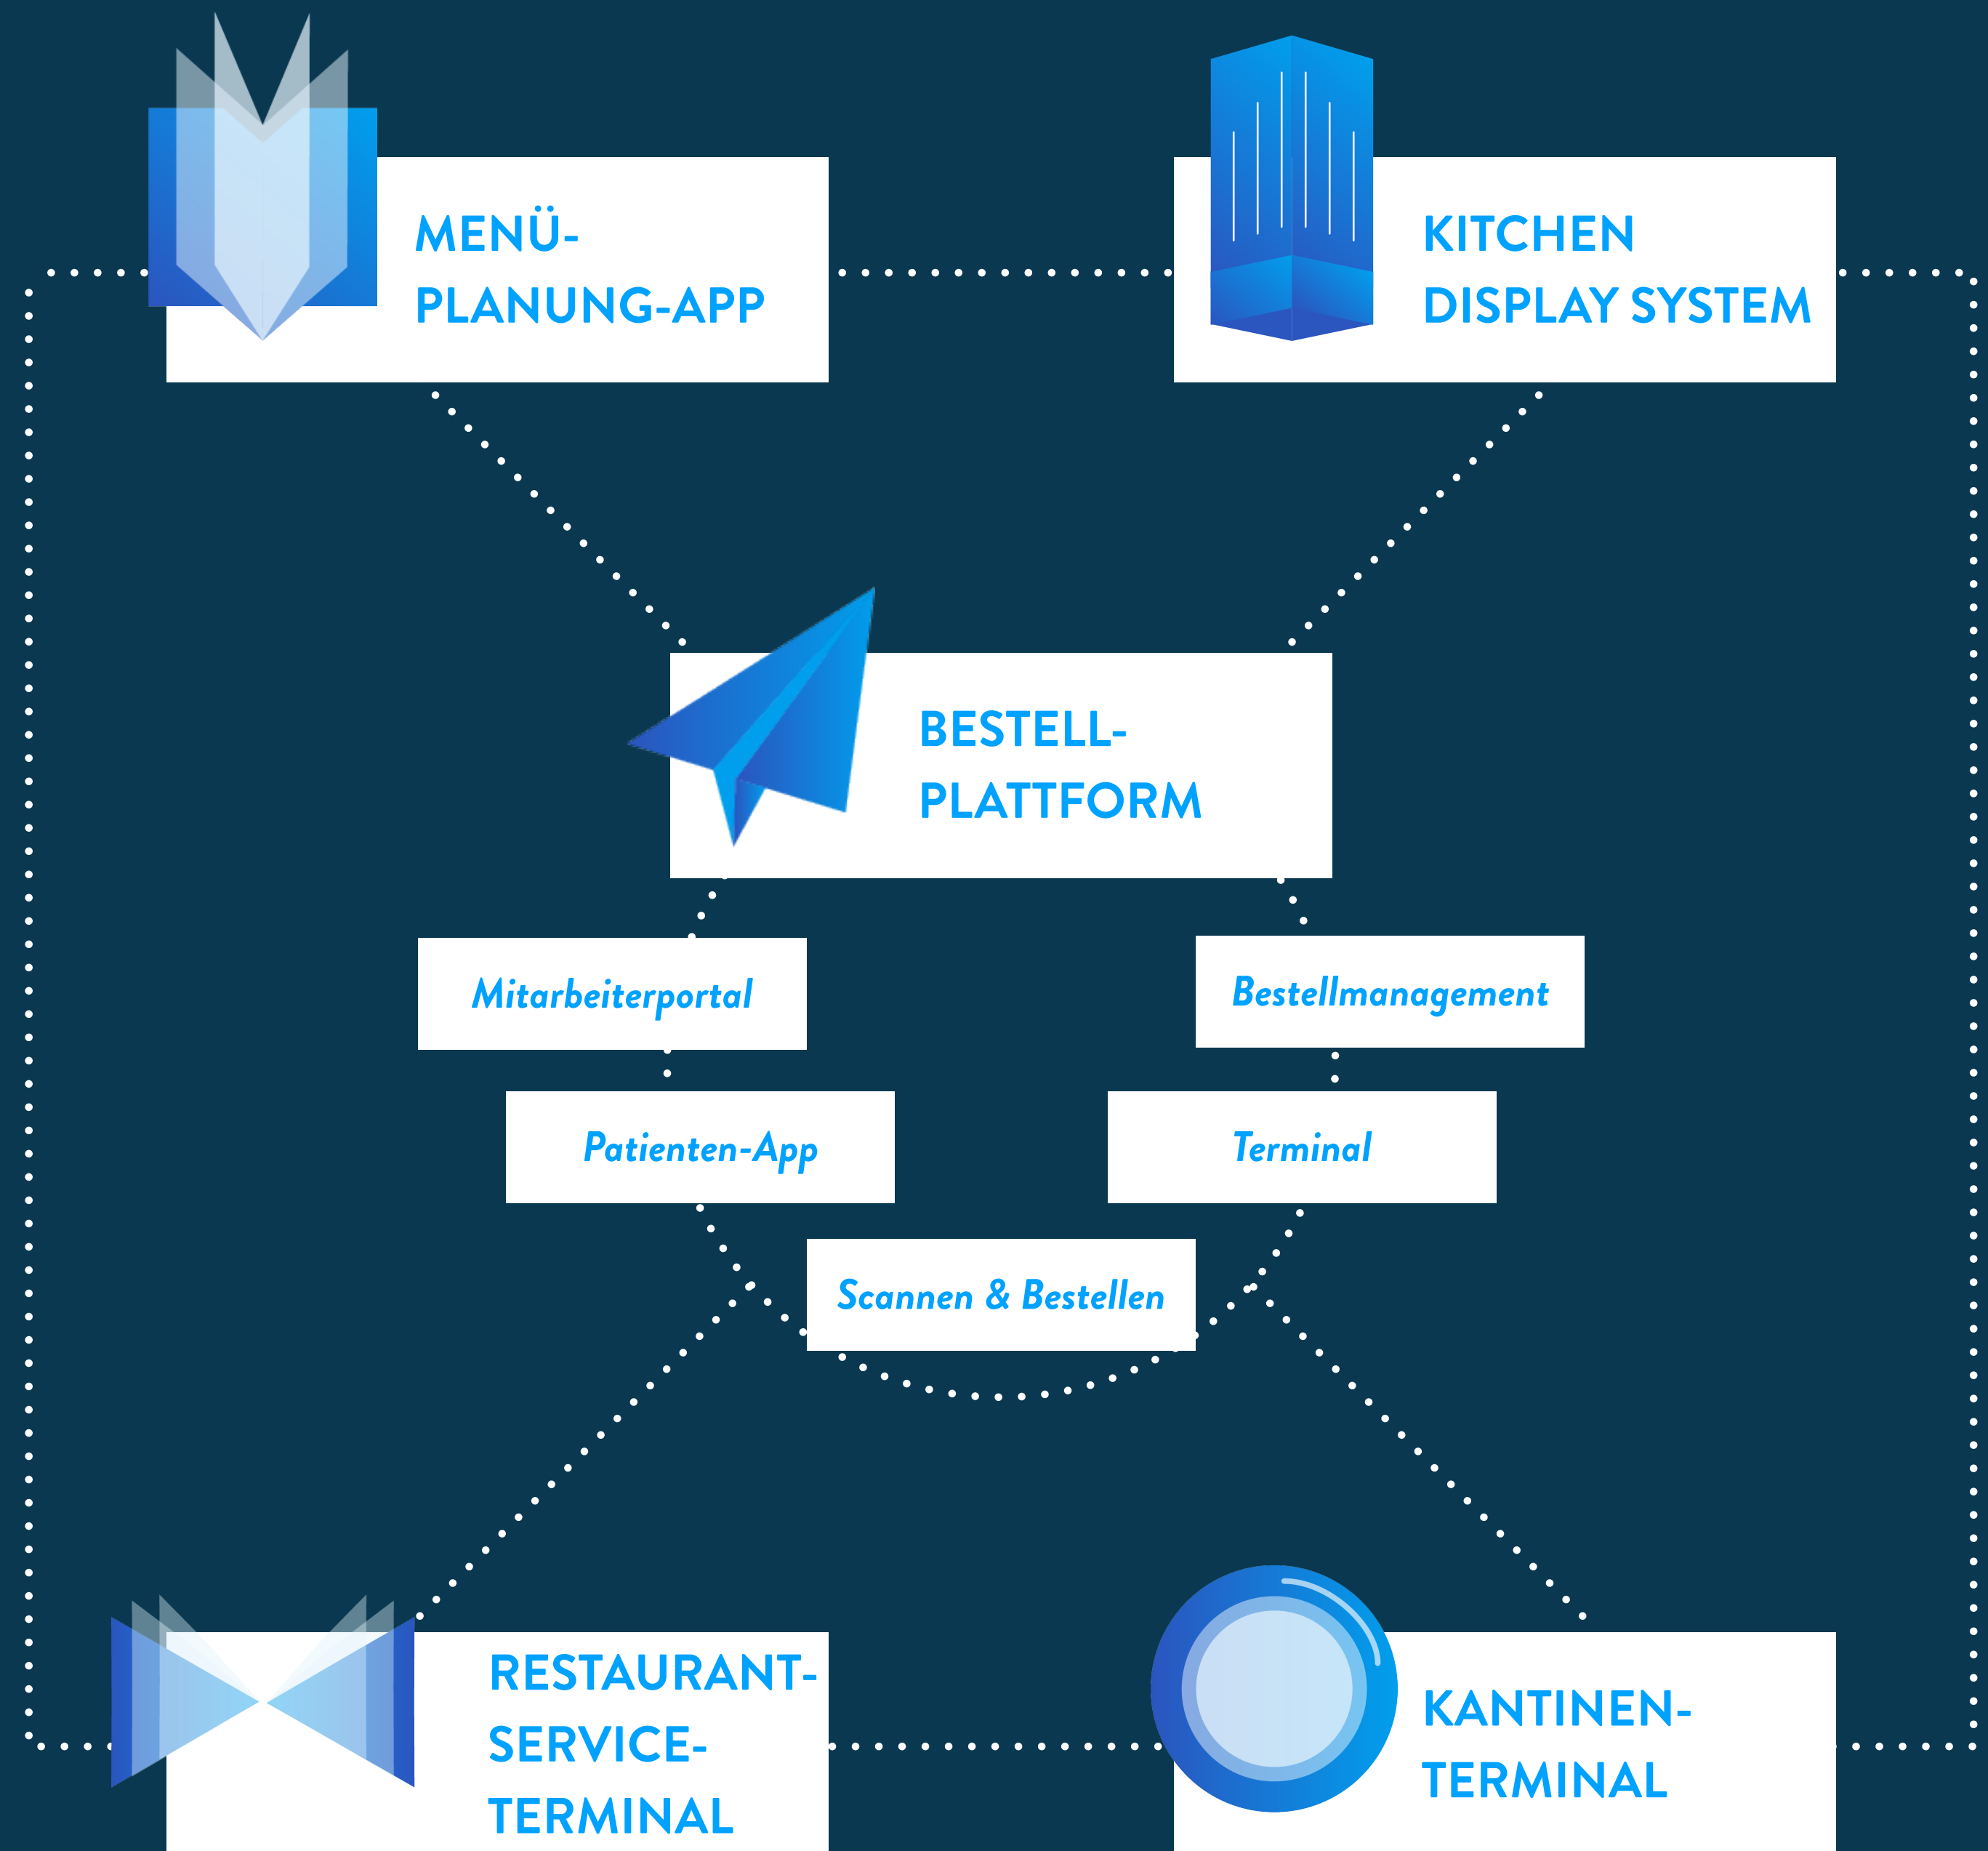 MENÜ-
PLANUNG-APP
KITCHEN
DISPLAY SYSTEM
BESTELL-
PLATTFORM
Mitarbeiterportal
Bestellmanagement
Patienten-App
Terminal
Scannen & Bestellen
RESTAURANT-
SERVICE-
TERMINAL
KANTINEN-
TERMINAL